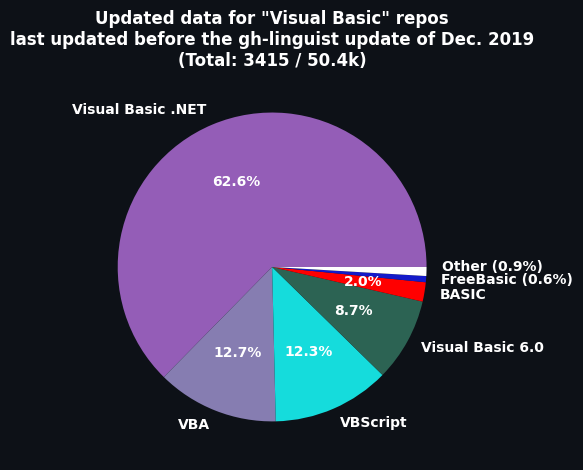 Updated data for "Visual Basic" repos
last updated before the gh-linguist update of Dec. 2019
(Total: 3415 / 50.4k)
Visual Basic .NET
62.6%
Other (0.9%)
FreeBasic (0.6%)
2.0%
BASIC
8.7%
Visual Basic 6.0
12.7%
12.3%
VBA
VBScript